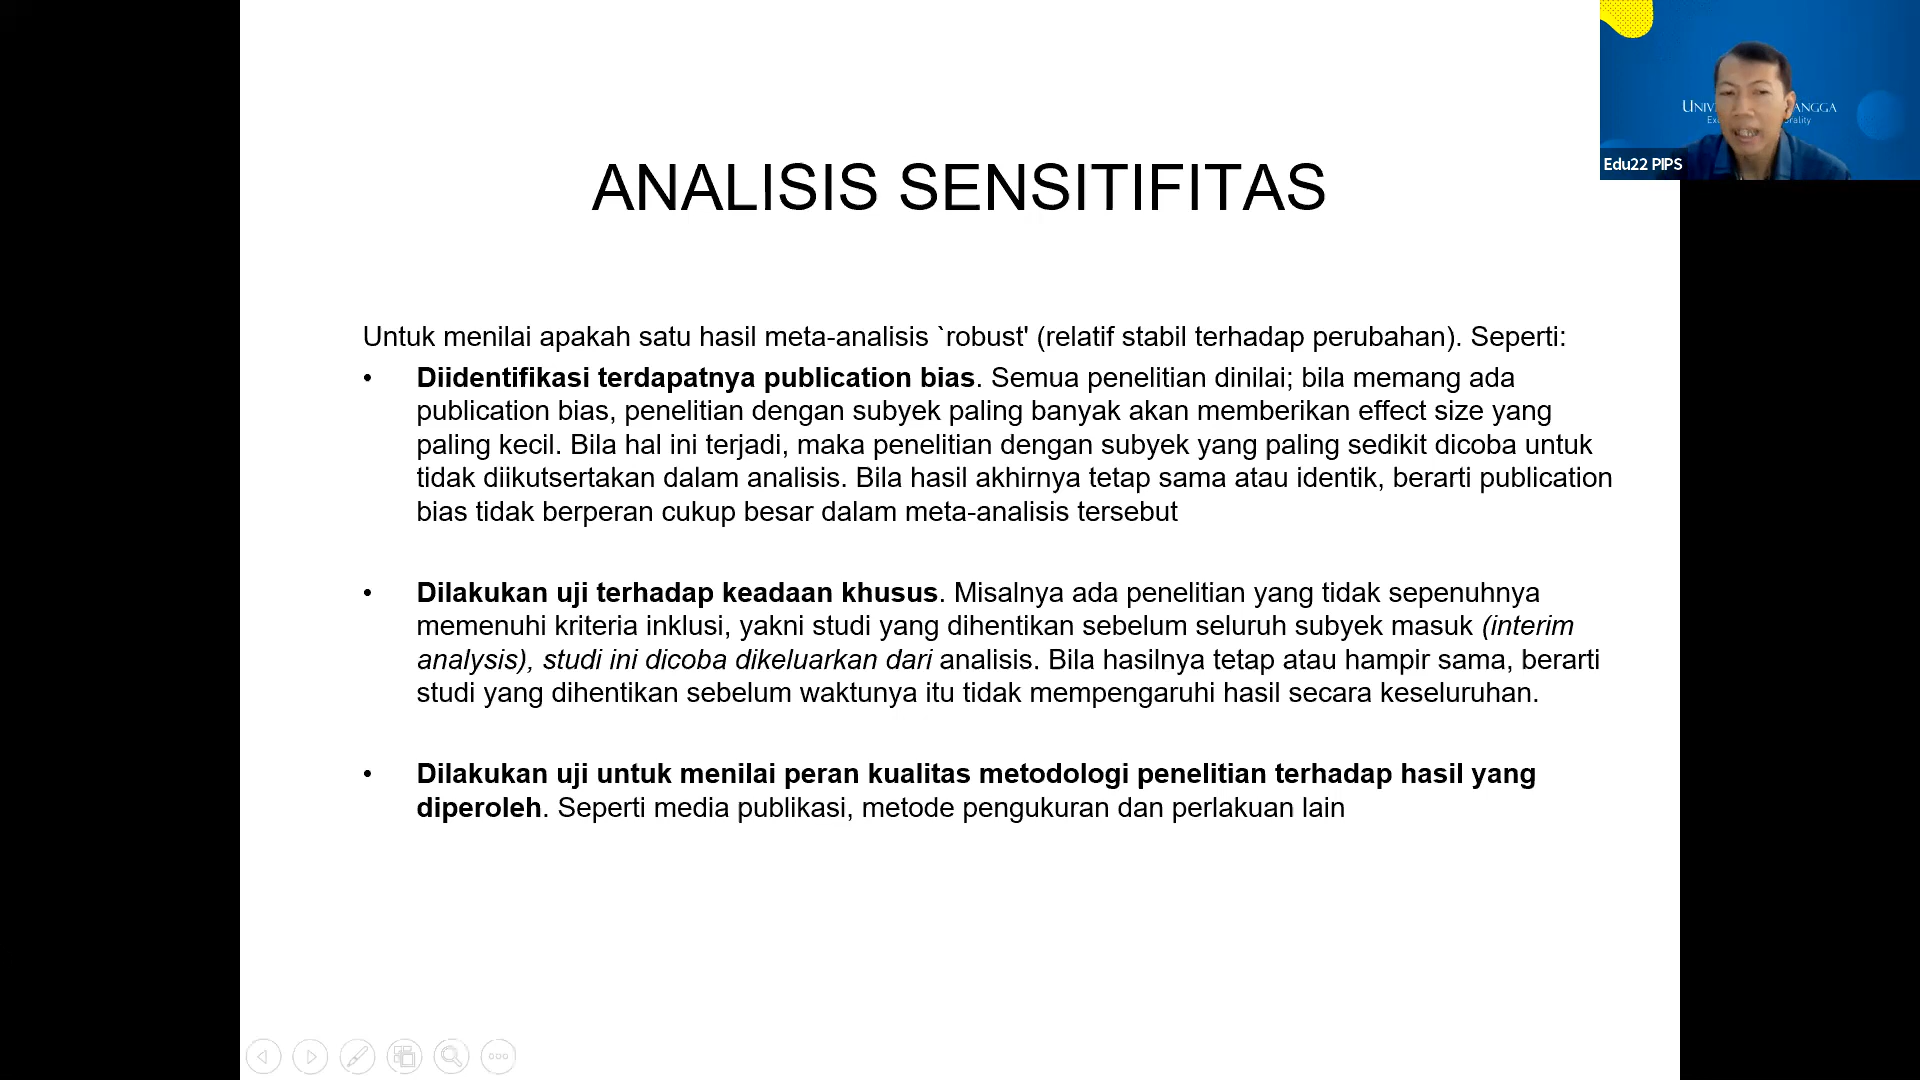 ANALISIS SENSITIFITAS
Untuk menilai apakah satu hasil meta-analisis `robust' (relatif stabil terhadap perubahan). Seperti:
• Diidentifikasi terdapatnya publication bias. Semua penelitian dinilai; bila memang ada
publication bias, penelitian dengan subyek paling banyak akan memberikan effect size yang
paling kecil. Bila hal ini terjadi, maka penelitian dengan subyek yang paling sedikit dicoba untuk
tidak diikutsertakan dalam analisis. Bila hasil akhirnya tetap sama atau identik, berarti publication
bias tidak berperan cukup besar dalam meta-analisis tersebut
• Dilakukan uji terhadap keadaan khusus. Misalnya ada penelitian yang tidak sepenuhnya
memenuhi kriteria inklusi, yakni studi yang dihentikan sebelum seluruh subyek masuk (interim
analysis), studi ini dicoba dikeluarkan dari analisis. Bila hasilnya tetap atau hampir sama, berarti
studi yang dihentikan sebelum waktunya itu tidak mempengaruhi hasil secara keseluruhan.
• Dilakukan uji untuk menilai peran kualitas metodologi penelitian terhadap hasil yang
diperoleh. Seperti media publikasi, metode pengukuran dan perlakuan lain
Edu22 PIPS